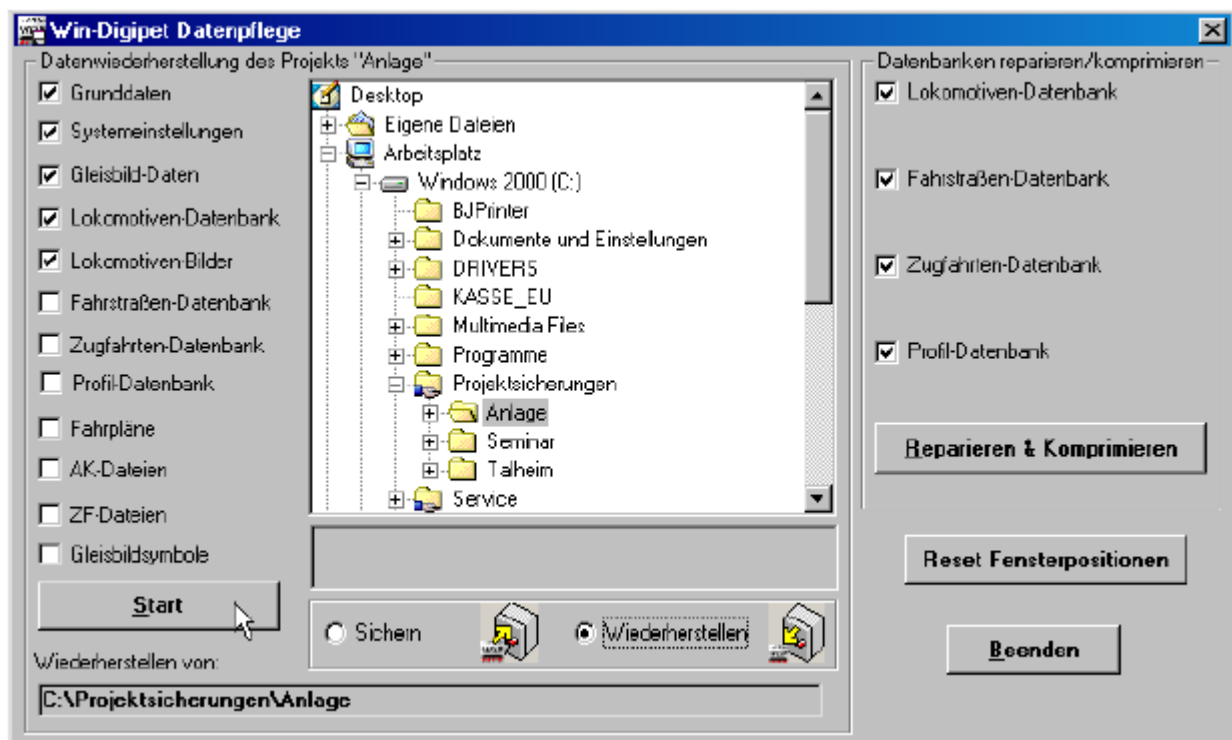 Win-Digipet Datenpflege
Datenwiederherstellung des Projekts "Anlage"
Grunddaten
Systemeinstellungen
Gleisbild-Daten
Lokomotiven-Datenbank
Lokomotiven-Bilder
Fahrstraßen-Datenbank
Zugfahrten-Datenbank
Profil-Datenbank
Fahrpläne
AK-Dateien
ZF-Dateien
Gleisbildsymbole
Start
Wiederherstellen von:
C:\Projektsicherungen\Anlage
Desktop
Eigene Dateien
Arbeitsplatz
Windows 2000 (C:)
BJPrinter
Dokumente und Einstellungen
DRIVERS
KASSE_EU
Multimedia Files
Programme
Projektsicherungen
Anlage
Seminar
Talheim
Service
Sichern
Wiederherstellen
Datenbanken reparieren/komprimieren
Lokomotiven-Datenbank
Fahrstraßen-Datenbank
Zugfahrten-Datenbank
Profil-Datenbank
Reparieren & Komprimieren
Reset Fensterpositionen
Beenden